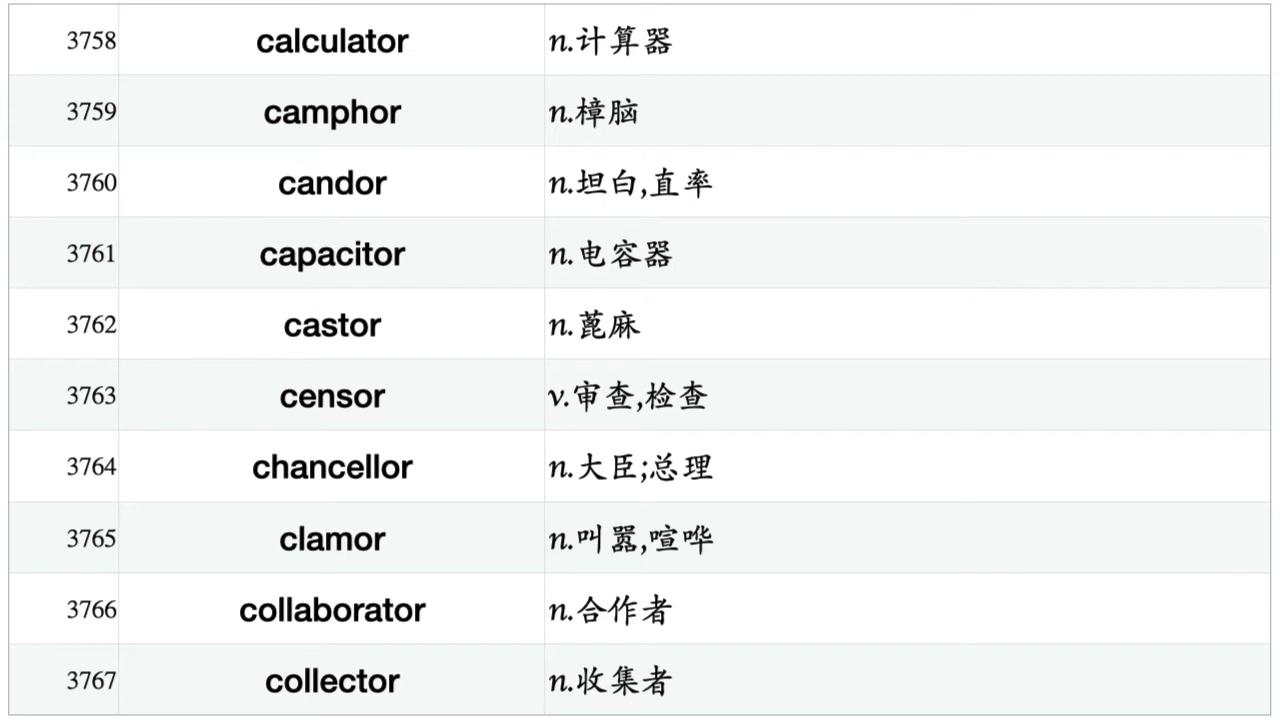 3758 calculator n.计算器
3759 camphor n.樟脑
3760 candor n.坦白,直率
3761 capacitor n.电容器
3762 castor n.蓖麻
3763 censor v.审查,检查
3764 chancellor n.大臣;总理
3765 clamor n.叫嚣,喧哗
3766 collaborator n.合作者
3767 collector n.收集者